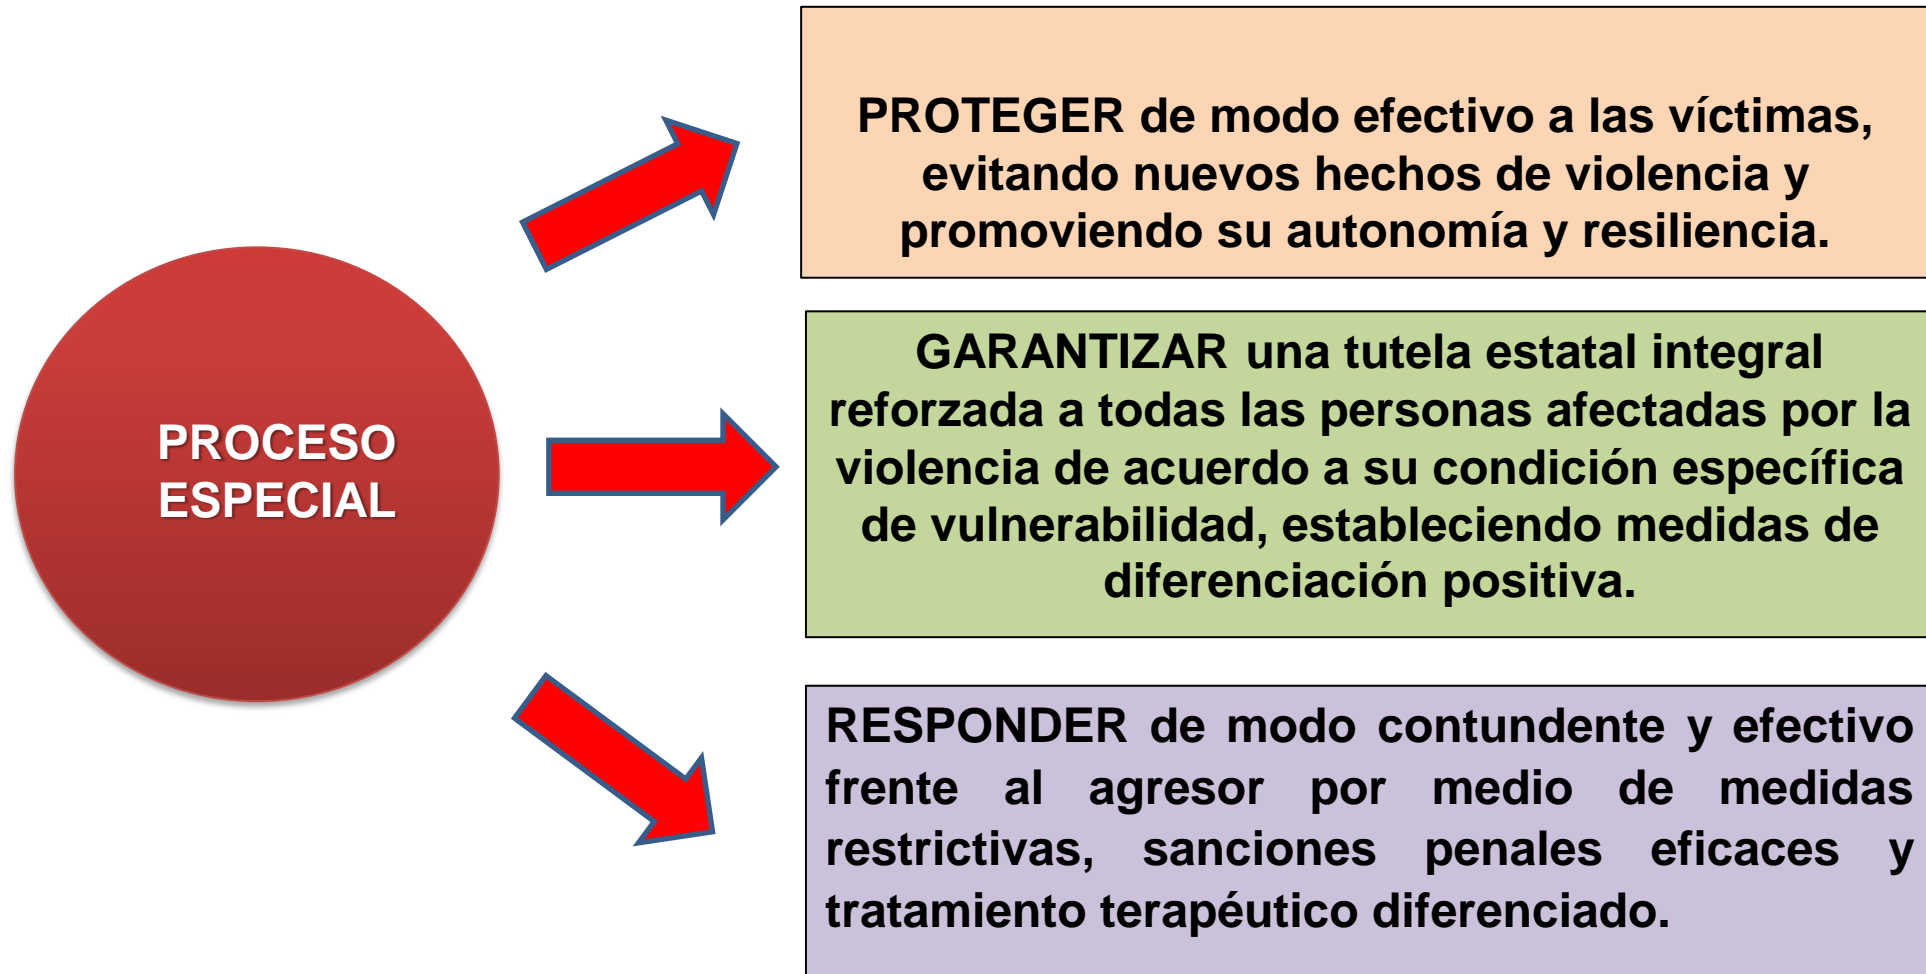 PROCESO
ESPECIAL
PROTEGER de modo efectivo a las víctimas,
evitando nuevos hechos de violencia y
promoviendo su autonomía y resiliencia.
GARANTIZAR una tutela estatal integral
reforzada a todas las personas afectadas por la
violencia de acuerdo a su condición específica
de vulnerabilidad, estableciendo medidas de
diferenciación positiva.
RESPONDER de modo contundente y efectivo
frente al agresor por medio de medidas
restrictivas, sanciones penales eficaces y
tratamiento terapéutico diferenciado.